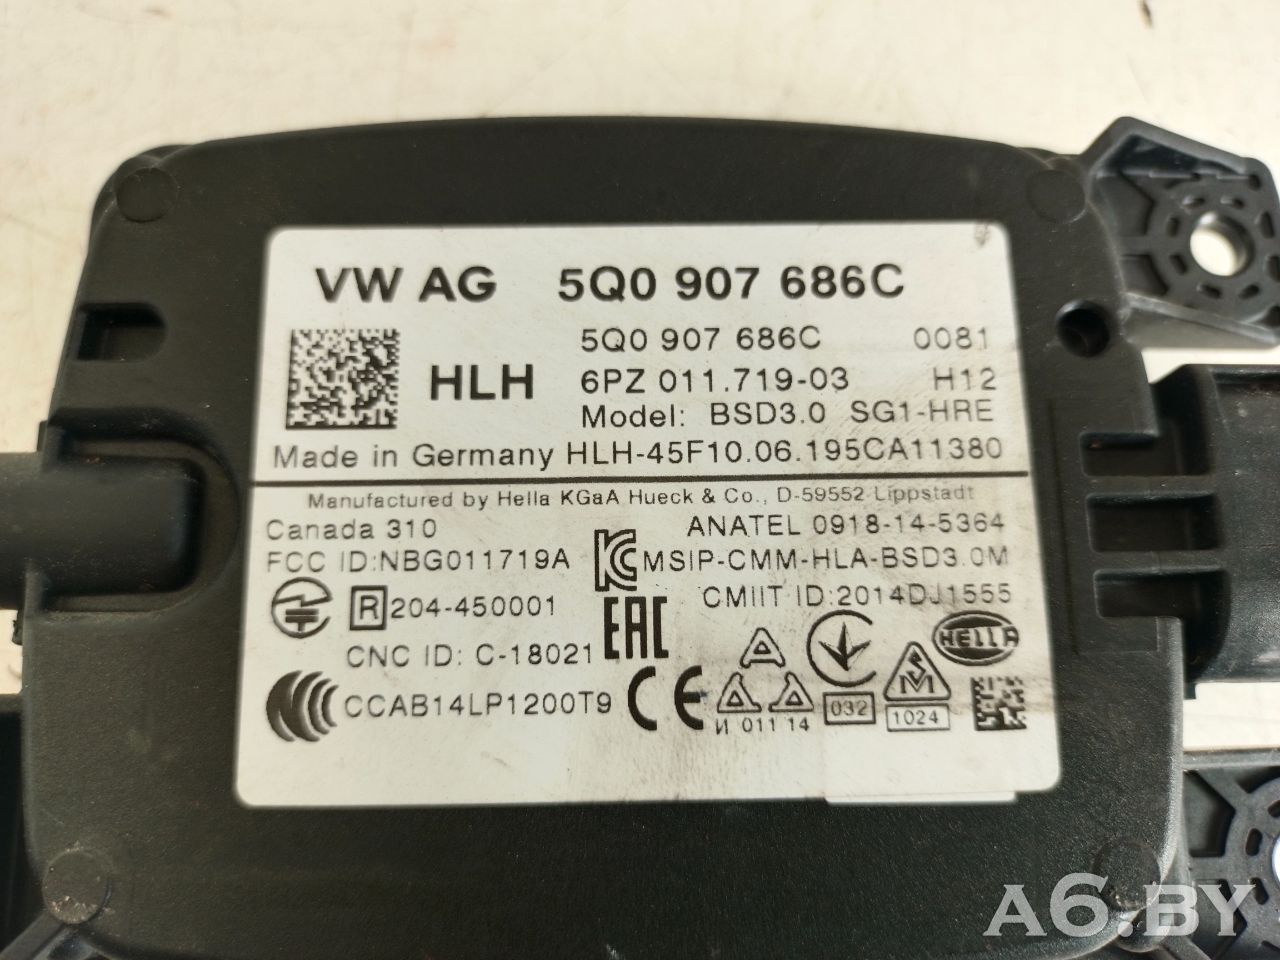 VW AG 5Q0 907 686C
5Q0 907 686C 0081
HLH 6PZ 011.719-03 H12
Model: BSD3.0 SG1-HRE
Made in Germany HLH-45F10.06.195CA11380
Manufactured by Hella KGaA Hueck & Co., D-59552 Lippstadt
Canada 310 ANATEL 0918-14-5364
FCC ID:NBG011719A MSIP-CMM-HLA-BSD3.0M
R 204-450001 CMIIT ID:2014DJ1555
EAC
HELLA
CNC ID: C-18021
CCAB14LP1200T9 CE
И 011 14 032 1024
A6.BY